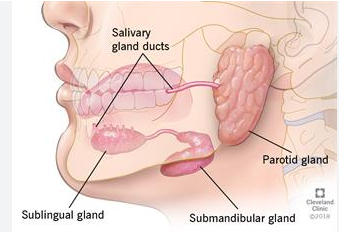 Salivary
gland ducts
Parotid gland
Sublingual gland
Submandibular gland
Cleveland
Clinic
©2018